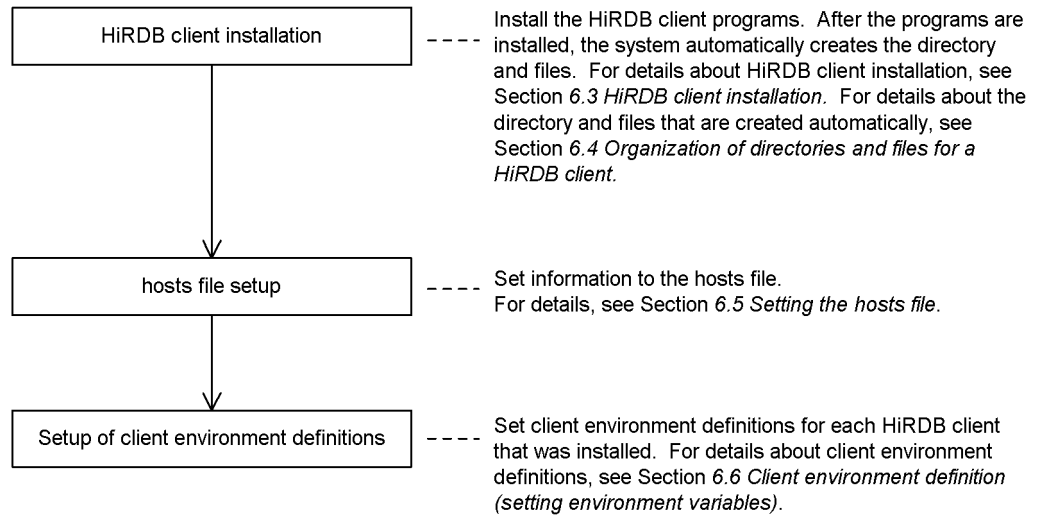 HiRDB client installation
Install the HiRDB client programs. After the programs are
installed, the system automatically creates the directory
and files. For details about HiRDB client installation, see
Section 6.3 HiRDB client installation. For details about the
directory and files that are created automatically, see
Section 6.4 Organization of directories and files for a
HiRDB client.
hosts file setup
Set information to the hosts file.
For details, see Section 6.5 Setting the hosts file.
Setup of client environment definitions
Set client environment definitions for each HiRDB client
that was installed. For details about client environment
definitions, see Section 6.6 Client environment definition
(setting environment variables).